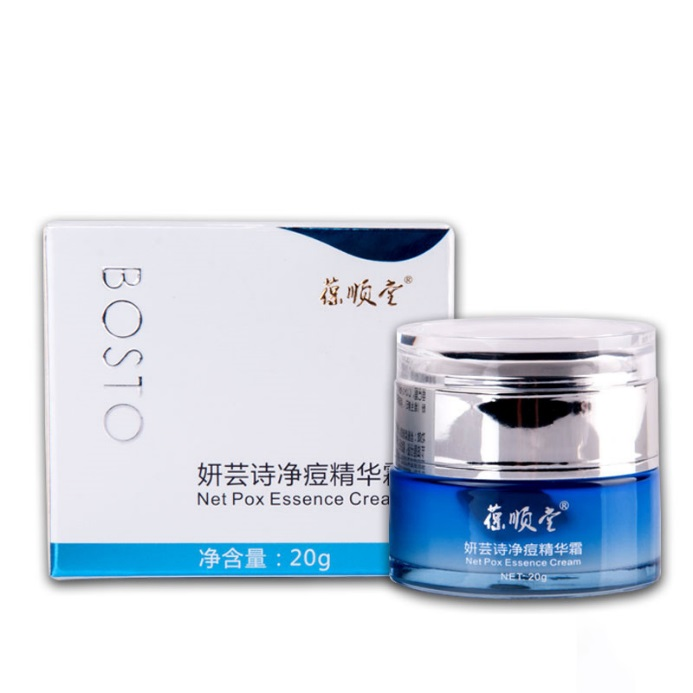 BOSTO
葆顺堂®
妍芸诗净痘精华霜
Net Pox Essence Crea
净含量：20g
葆顺堂®
妍芸诗净痘精华霜
Net Pox Essence Cream
NET: 20g